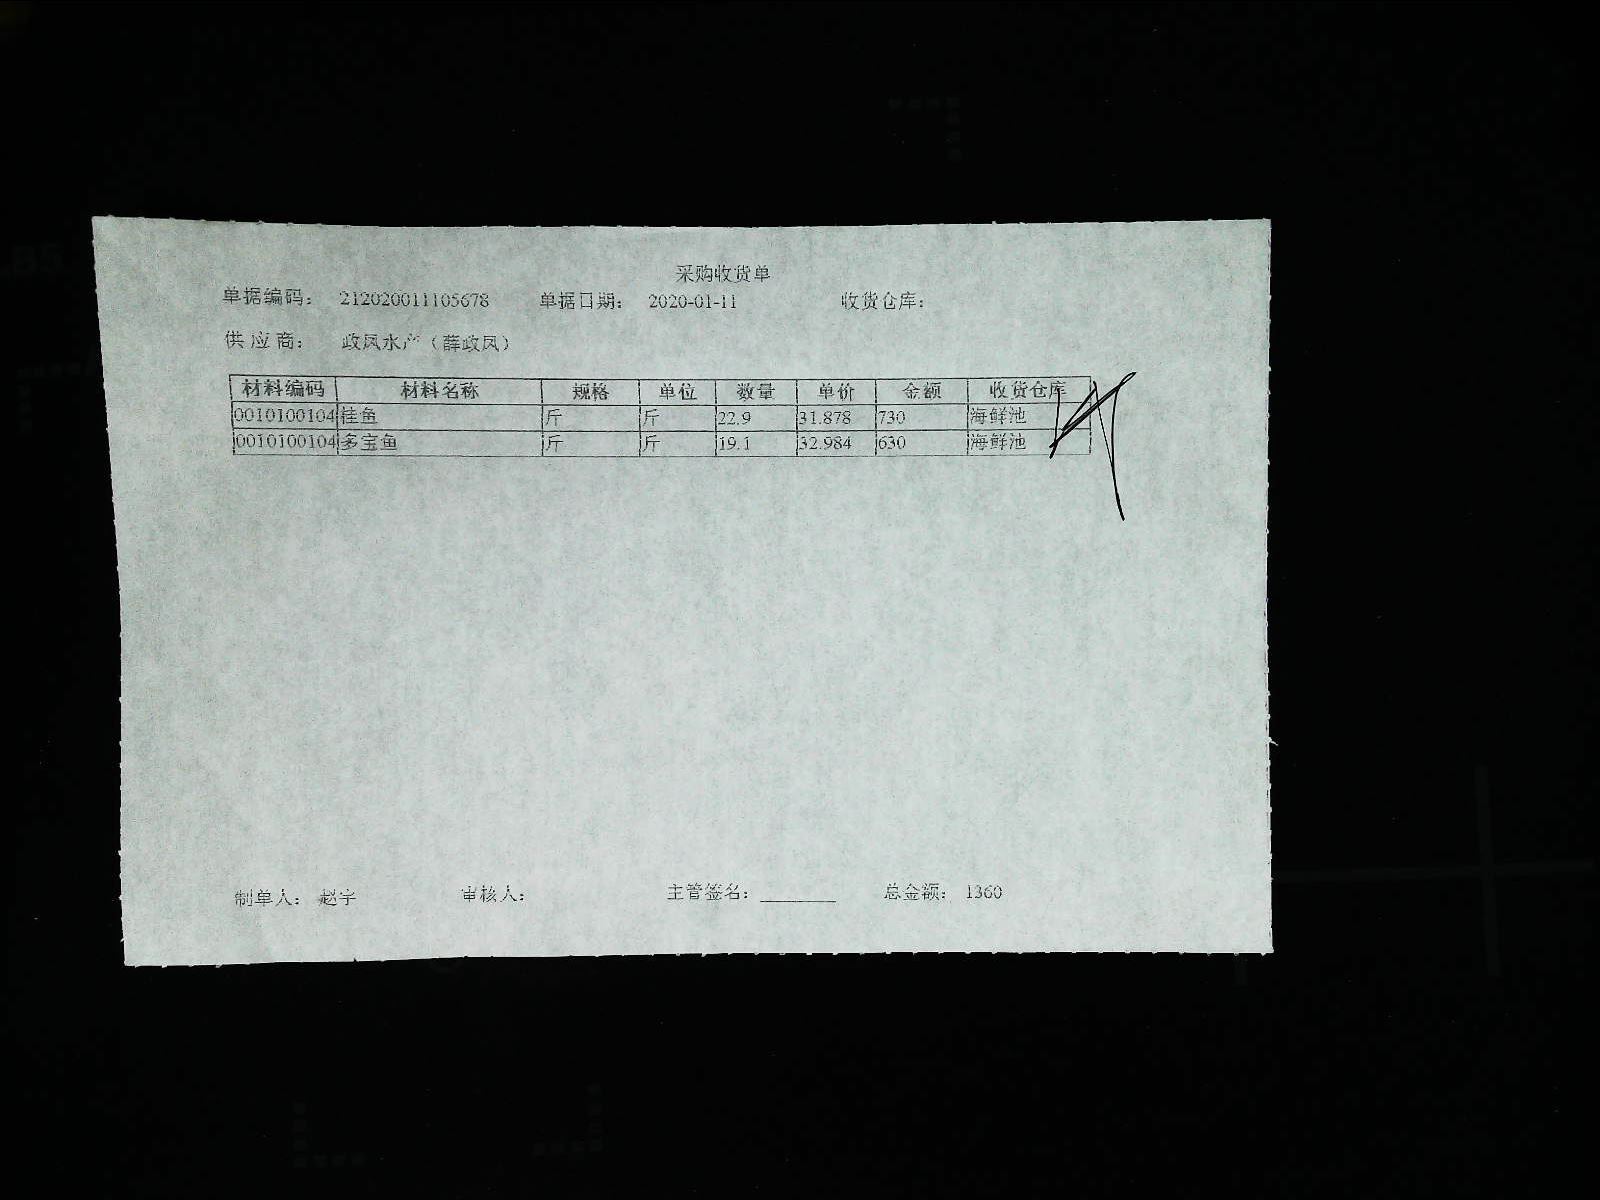 采购收货单
单据编码： 212020011105678 单据日期： 2020-01-11 收货仓库：
供应商： 政风水产（薛政风）
材料编码 材料名称 规格 单位 数量 单价 金额 收货仓库
0010100104 桂鱼 斤 斤 22.9 31.878 730 海鲜池
0010100104 多宝鱼 斤 斤 19.1 32.984 630 海鲜池
制单人： 赵宇 审核人： 主管签名：________ 总金额： 1360